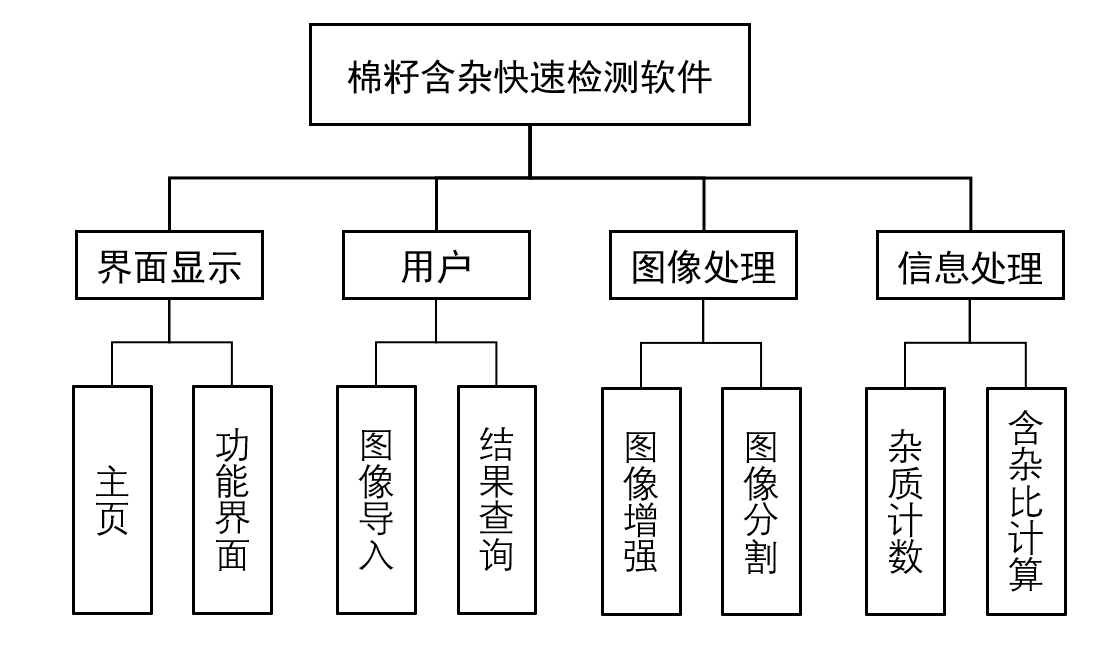 棉籽含杂快速检测软件
界面显示
用户
图像处理
信息处理
主页
功能界面
图像导入
结果查询
图像增强
图像分割
杂质计数
含杂比计算